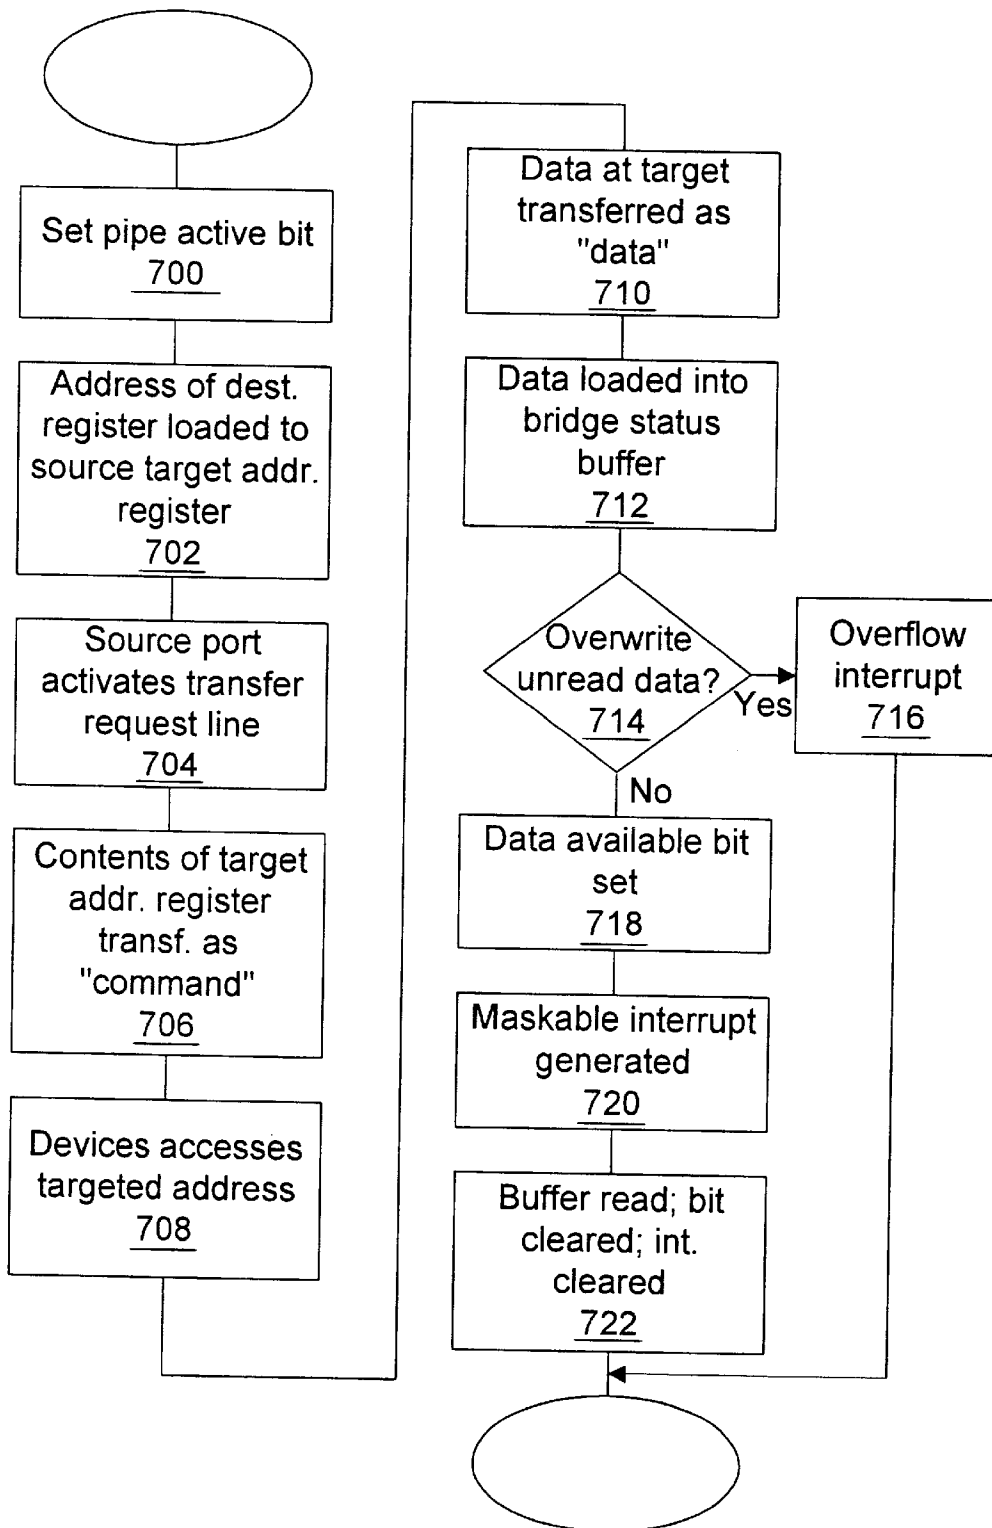 Set pipe active bit
700
Address of dest.
register loaded to
source target addr.
register
702
Source port
activates transfer
request line
704
Contents of target
addr. register
transf. as
"command"
706
Devices accesses
targeted address
708
Data at target
transferred as
"data"
710
Data loaded into
bridge status
buffer
712
Overwrite
unread data?
714
Yes
Overflow
interrupt
716
No
Data available bit
set
718
Maskable interrupt
generated
720
Buffer read; bit
cleared; int.
cleared
722